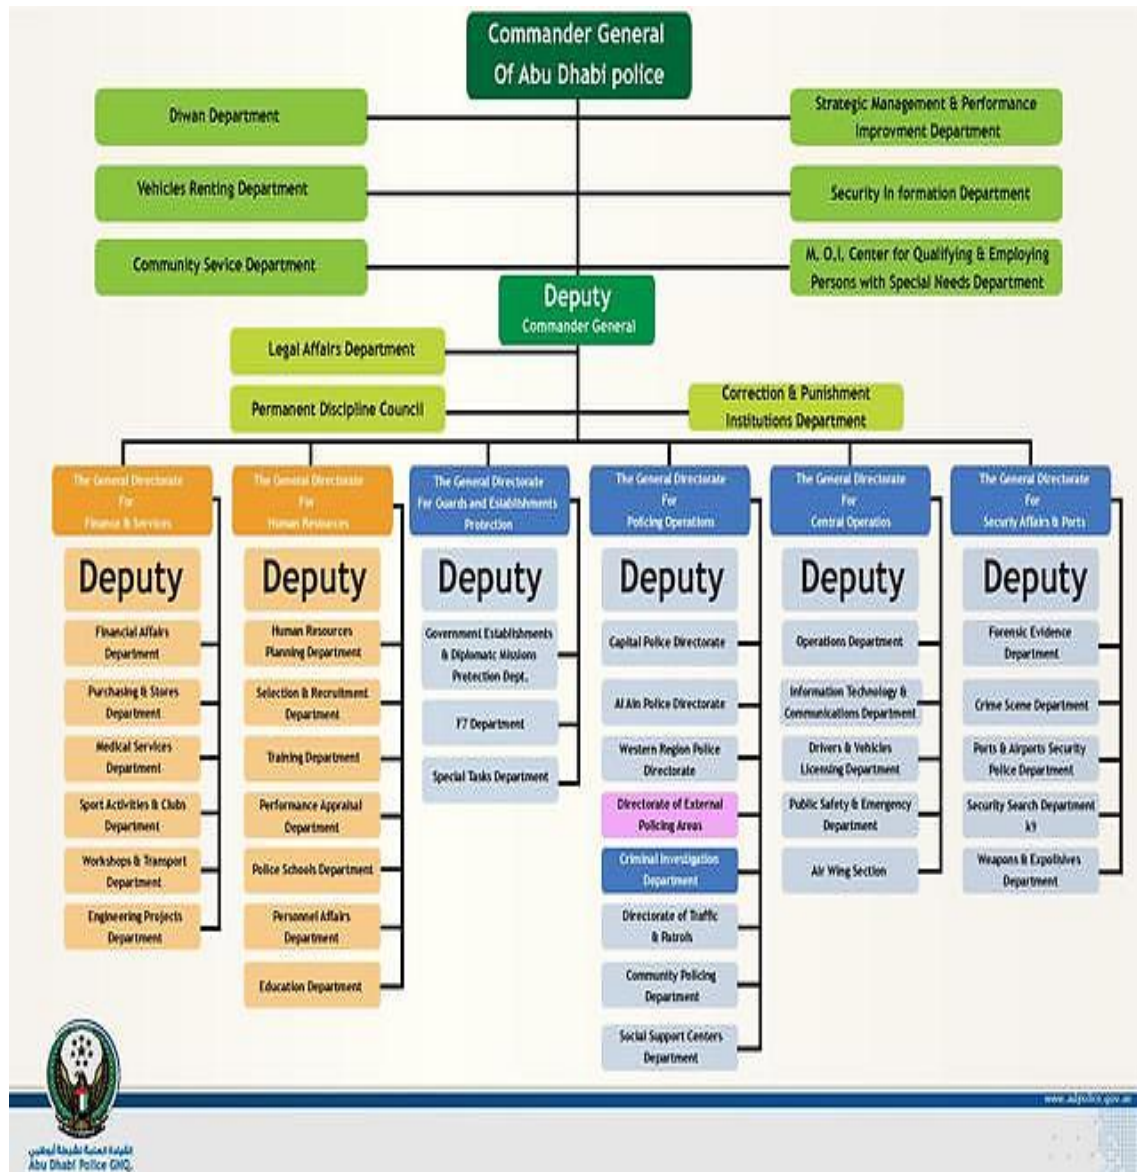 Commander General
Of Abu Dhabi police
Diwan Department
Strategic Management & Performance
Improvment Department
Vehicles Renting Department
Security In formation Department
Community Sevice Department
M. O.I. Center for Qualifying & Employing
Persons with Special Needs Department
Deputy
Commander General
Legal Affairs Department
Permanent Discipline Council
Correction & Punishment
Institutions Department
The General Directorate
For
Finance & Services
Deputy
Financial Affairs
Department
Purchasing & Stores
Department
Medical Services
Department
Sport Activities & Clubs
Department
Workshops & Transport
Department
Engineering Projects
Department
The General Directorate
For
Human Resources
Deputy
Human Resources
Planning Department
Selection & Recruitment
Department
Training Department
Performance Appraisal
Department
Police Schools Department
Personnel Affairs
Department
Education Department
The General Directorate
For Guards and Establishments
Protection
Deputy
Government Establishments
& Diplomatc Missions
Protection Dept.
F7 Department
Special Tasks Department
The General Directorate
For
Policing Operations
Deputy
Capital Police Directorate
Al Ain Police Directorate
Western Region Police
Directorate
Directorate of External
Policing Areas
Criminal Investigation
Department
Directorate of Traffic
& Patrols
Community Policing
Department
Social Support Centers
Department
The General Directorate
For
Central Operatios
Deputy
Operations Department
Information Technology &
Communications Department
Drivers & Vehicles
Licensing Department
Public Safety & Emergency
Department
Air Wing Section
The General Directorate
For
Security Affairs & Ports
Deputy
Forensic Evidence
Department
Crime Scene Department
Ports & Airports Security
Police Department
Security Search Department
k9
Weapons & Expolisives
Department
www.adpolice.gov.ae
القيادة العامة لشرطة أبوظبي
Abu Dhabi Police GHQ.